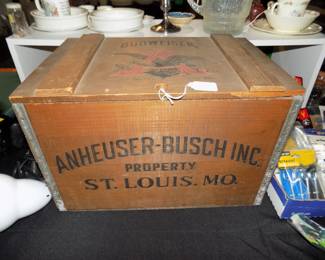 BUDWEISER
ANHEUSER-BUSCH INC.
PROPERTY
ST. LOUIS, MO.